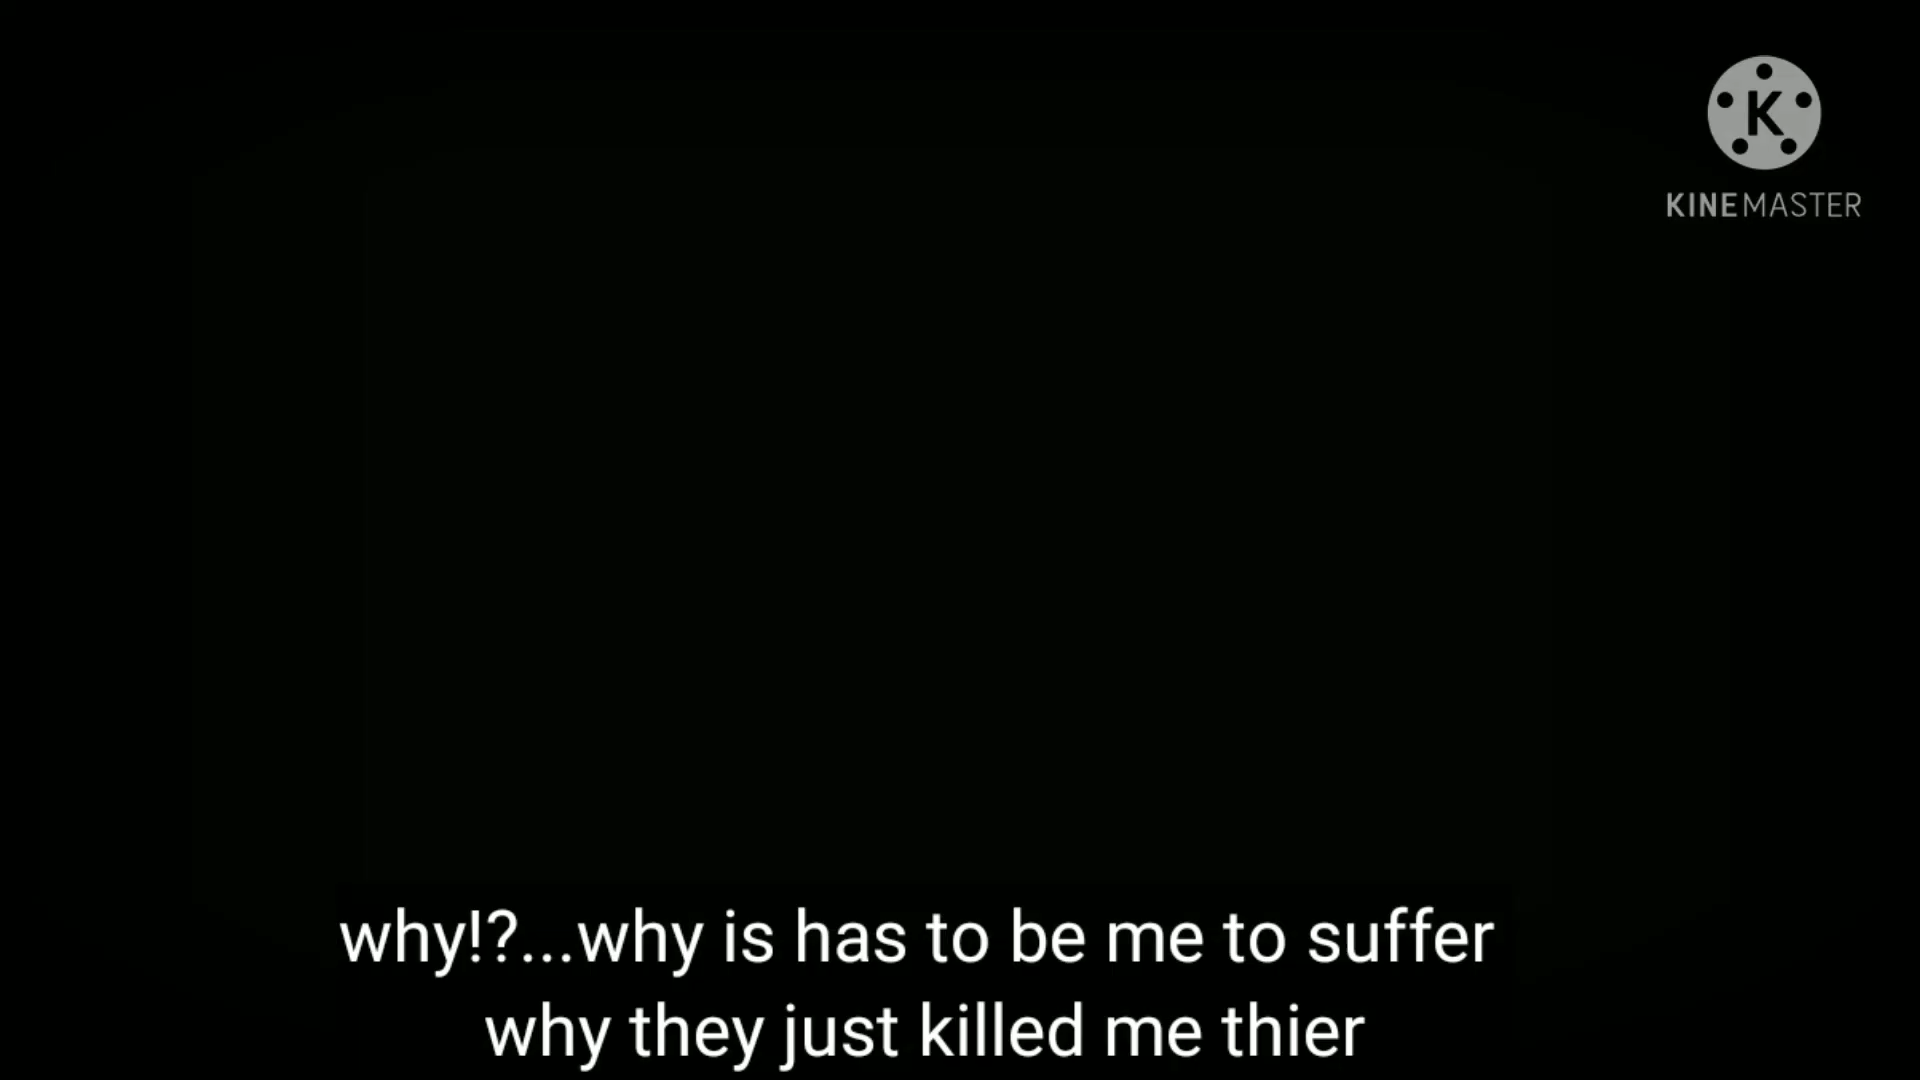 K
KINEMASTER
why!?...why is has to be me to suffer
why they just killed me thier